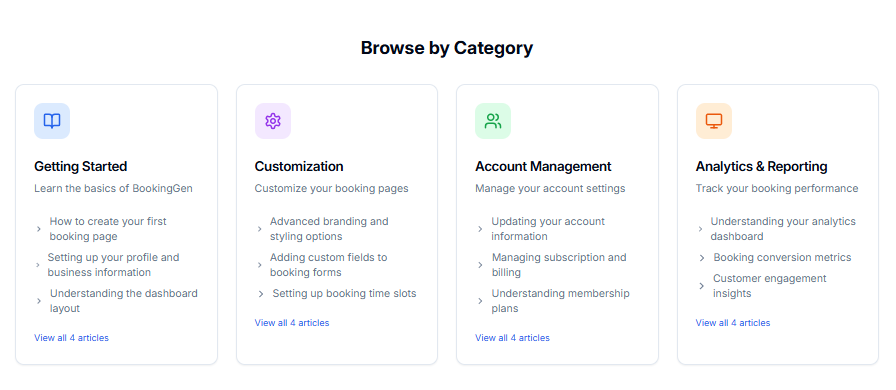 Browse by Category
Getting Started
Learn the basics of BookingGen
How to create your first
booking page
Setting up your profile and
business information
Understanding the dashboard
layout
View all 4 articles
Customization
Customize your booking pages
Advanced branding and
styling options
Adding custom fields to
booking forms
Setting up booking time slots
View all 4 articles
Account Management
Manage your account settings
Updating your account
information
Managing subscription and
billing
Understanding membership
plans
View all 4 articles
Analytics & Reporting
Track your booking performance
Understanding your analytics
dashboard
Booking conversion metrics
Customer engagement
insights
View all 4 articles